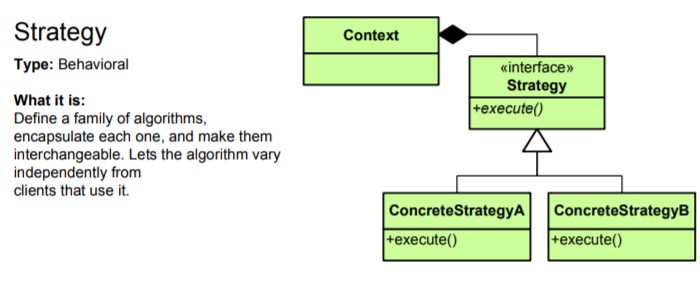 Strategy
Type: Behavioral
What it is:
Define a family of algorithms,
encapsulate each one, and make them
interchangeable. Lets the algorithm vary
independently from
clients that use it.
Context
«interface»
Strategy
+execute()
ConcreteStrategyA
+execute()
ConcreteStrategyB
+execute()